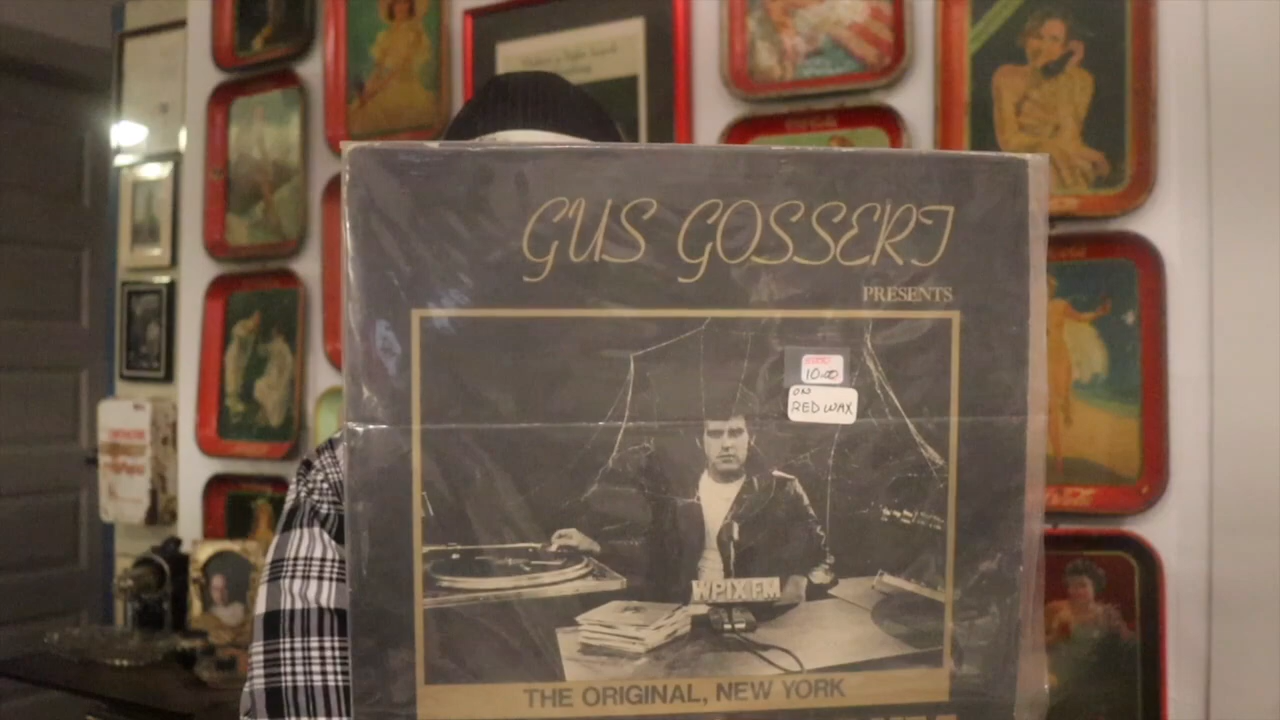 GUS GOSSERT
PRESENTS
10.00
ON
RED WAX
WPIX FM
THE ORIGINAL, NEW YORK